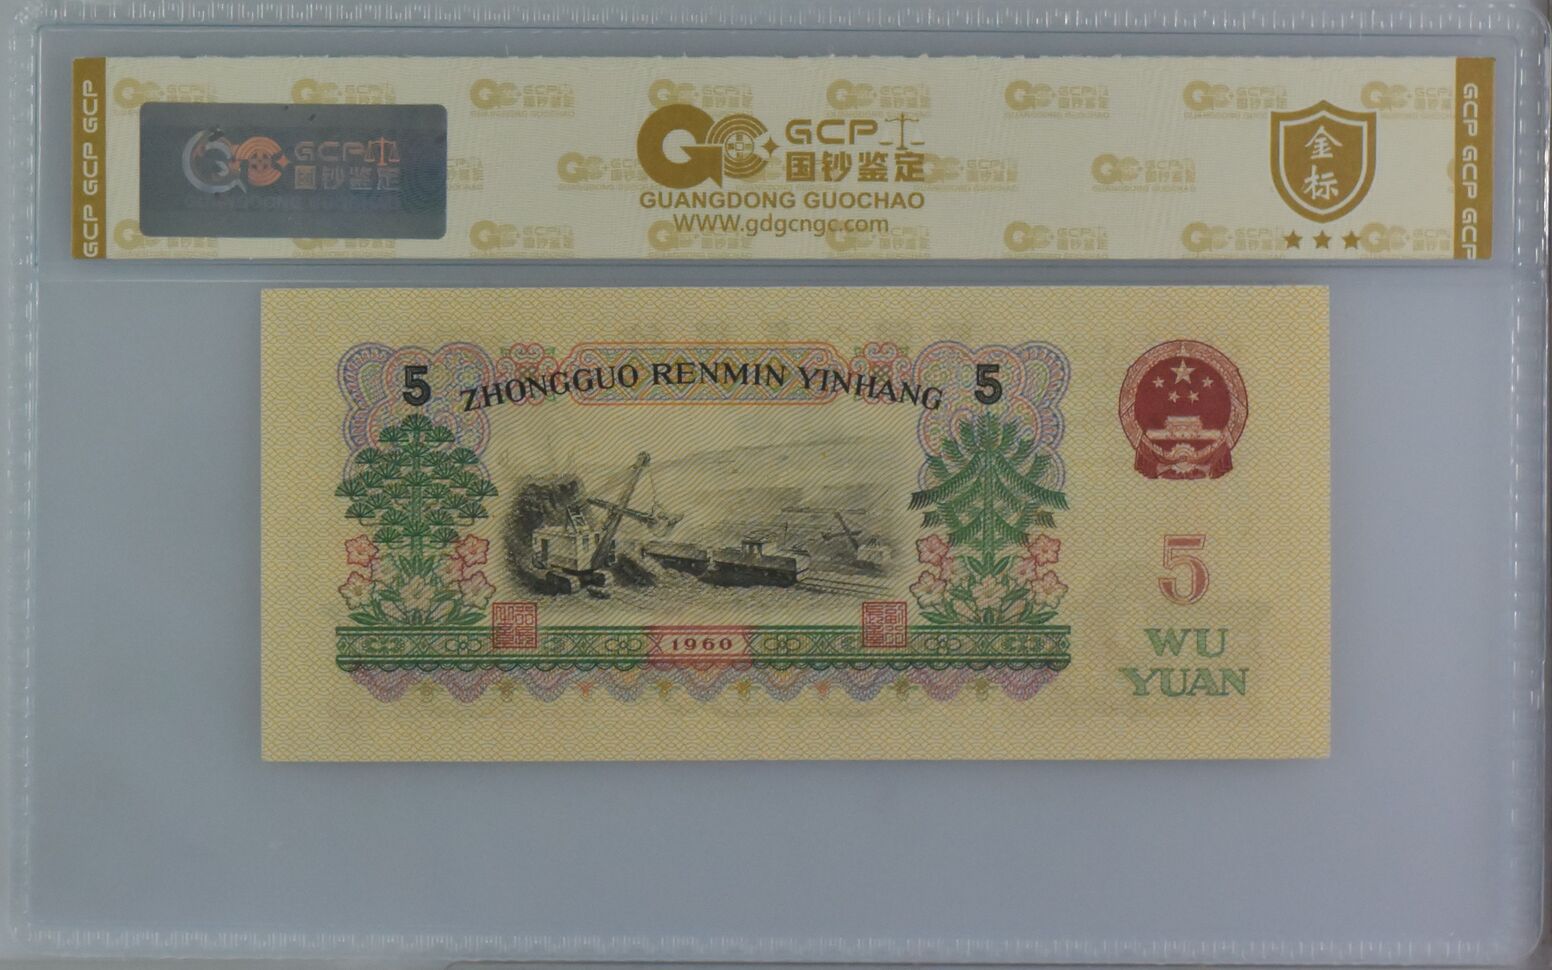 GCP GCP GCP
GCP
国钞鉴定
GUANGDONG GUOCHAO
GCP
国钞鉴定
GUANGDONG GUOCHAO
WWW.gdgcngc.com
金标
GCP GCP GCP
5 ZHONGGUO RENMIN YINHANG 5
5
WU
YUAN
1960